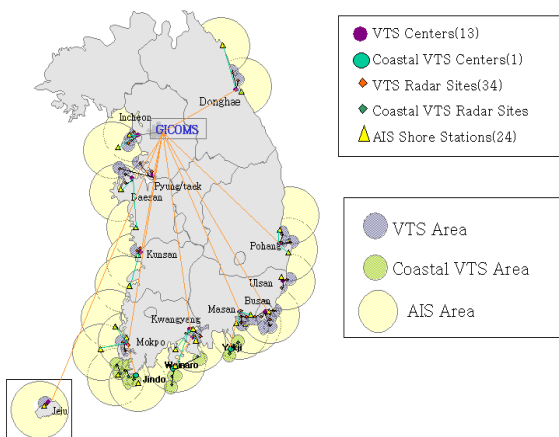 VTS Centers(13)
Coastal VTS Centers(1)
VTS Radar Sites(34)
Coastal VTS Radar Sites
AIS Shore Stations(24)
Donghae
Incheon
GICOMS
Pyung/taek
Daesan
VTS Area
Coastal VTS Area
AIS Area
Pohang
Kunsan
Ulsan
Busan
Masan
Kwangyang
Mokpo
Yokji
Wanaro
Jindo
Jeju